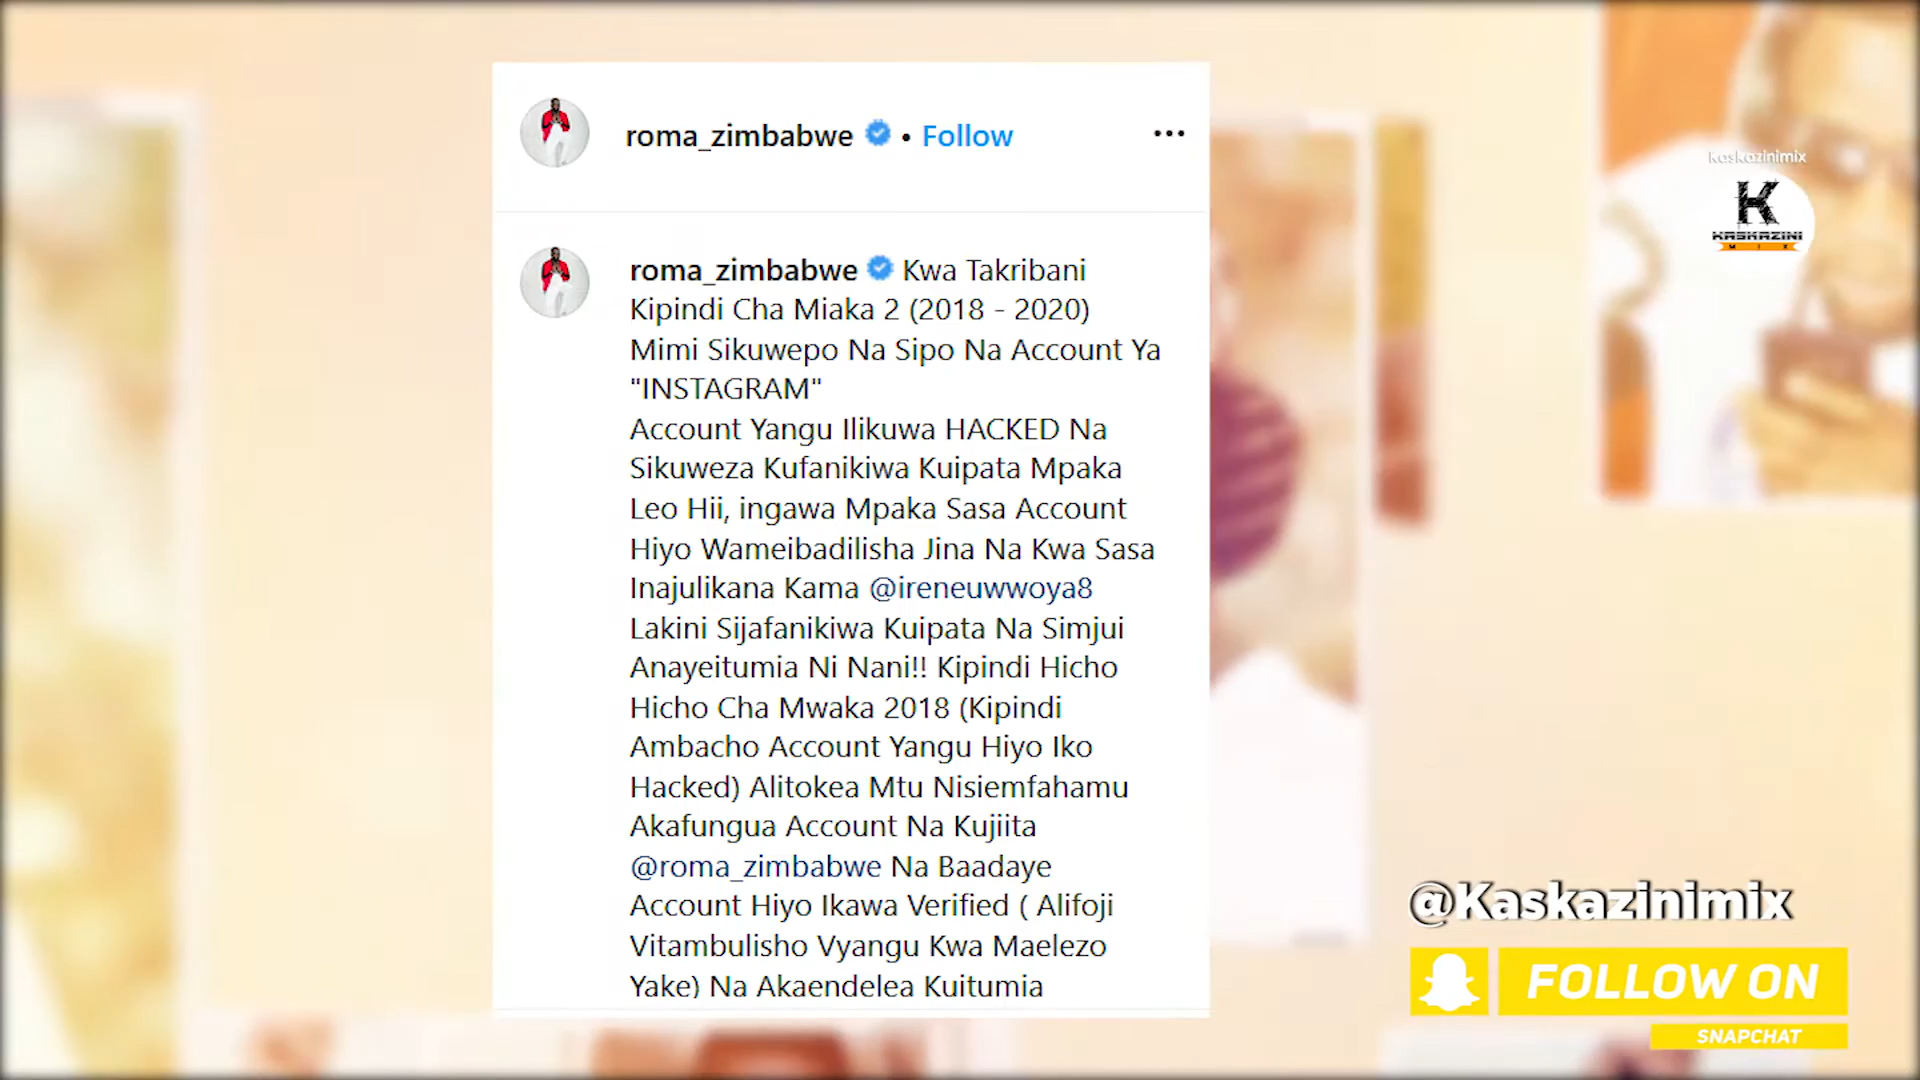 roma_zimbabwe • Follow
roma_zimbabwe Kwa Takribani
Kipindi Cha Miaka 2 (2018 - 2020)
Mimi Sikuwepo Na Sipo Na Account Ya
"INSTAGRAM"
Account Yangu Ilikuwa HACKED Na
Sikuweza Kufanikiwa Kuipata Mpaka
Leo Hii, ingawa Mpaka Sasa Account
Hiyo Wameibadilisha Jina Na Kwa Sasa
Inajulikana Kama @ireneuwwoya8
Lakini Sijafanikiwa Kuipata Na Simjui
Anayeitumia Ni Nani!! Kipindi Hicho
Hicho Cha Mwaka 2018 (Kipindi
Ambacho Account Yangu Hiyo Iko
Hacked) Alitokea Mtu Nisiemfahamu
Akafungua Account Na Kujiita
@roma_zimbabwe Na Baadaye
Account Hiyo Ikawa Verified ( Alifoji
Vitambulisho Vyangu Kwa Maelezo
Yake) Na Akaendelea Kuitumia
kaskazinimix
K
KASKAZINI
MIX
@Kaskazinimix
FOLLOW ON
SNAPCHAT